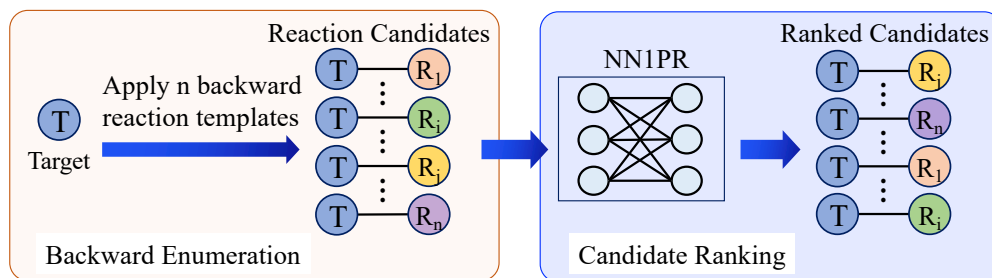 Reaction Candidates
Apply n backward
reaction templates
T
Target
T R₁
⋮
T Rᵢ
⋮
T Rⱼ
⋮
T Rₙ
Backward Enumeration
NN1PR
Ranked Candidates
T Rⱼ
⋮
T Rₙ
T R₁
⋮
T Rᵢ
Candidate Ranking